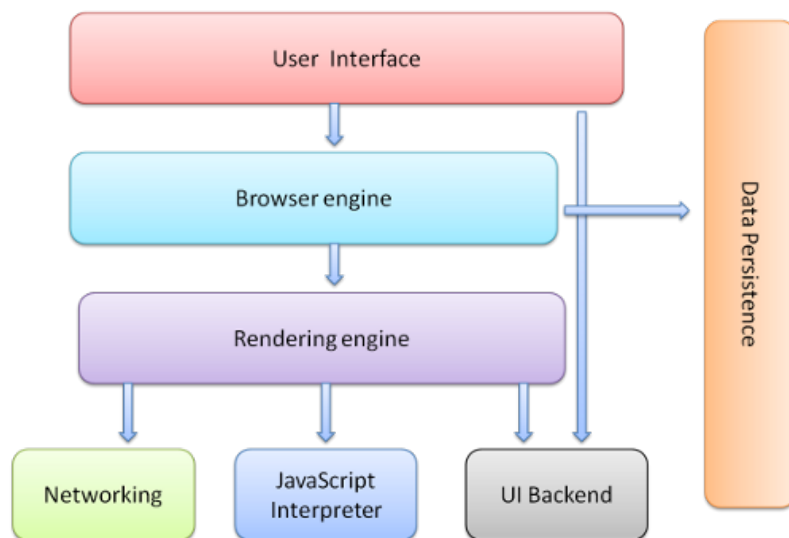 User Interface
Browser engine
Data Persistence
Rendering engine
Networking
JavaScript
Interpreter
UI Backend